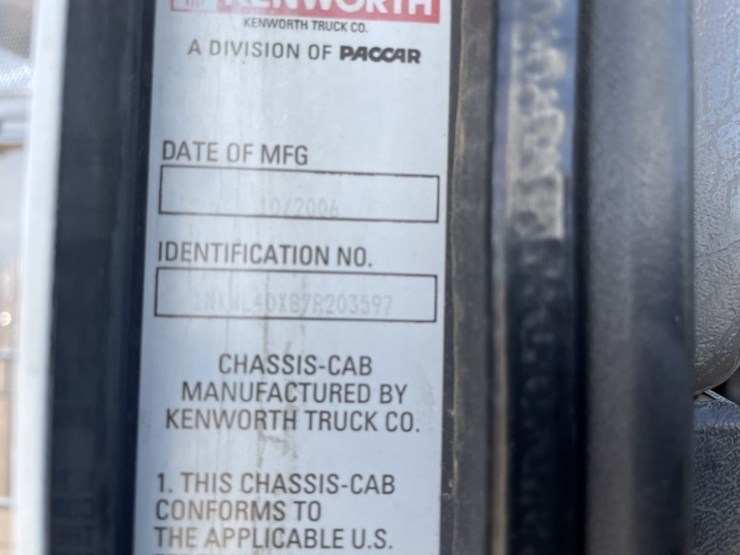 KENWORTH
KENWORTH TRUCK CO.
A DIVISION OF PACCAR
DATE OF MFG
10/2006
IDENTIFICATION NO.
CHASSIS-CAB
MANUFACTURED BY
KENWORTH TRUCK CO.
1. THIS CHASSIS-CAB
CONFORMS TO
THE APPLICABLE U.S.